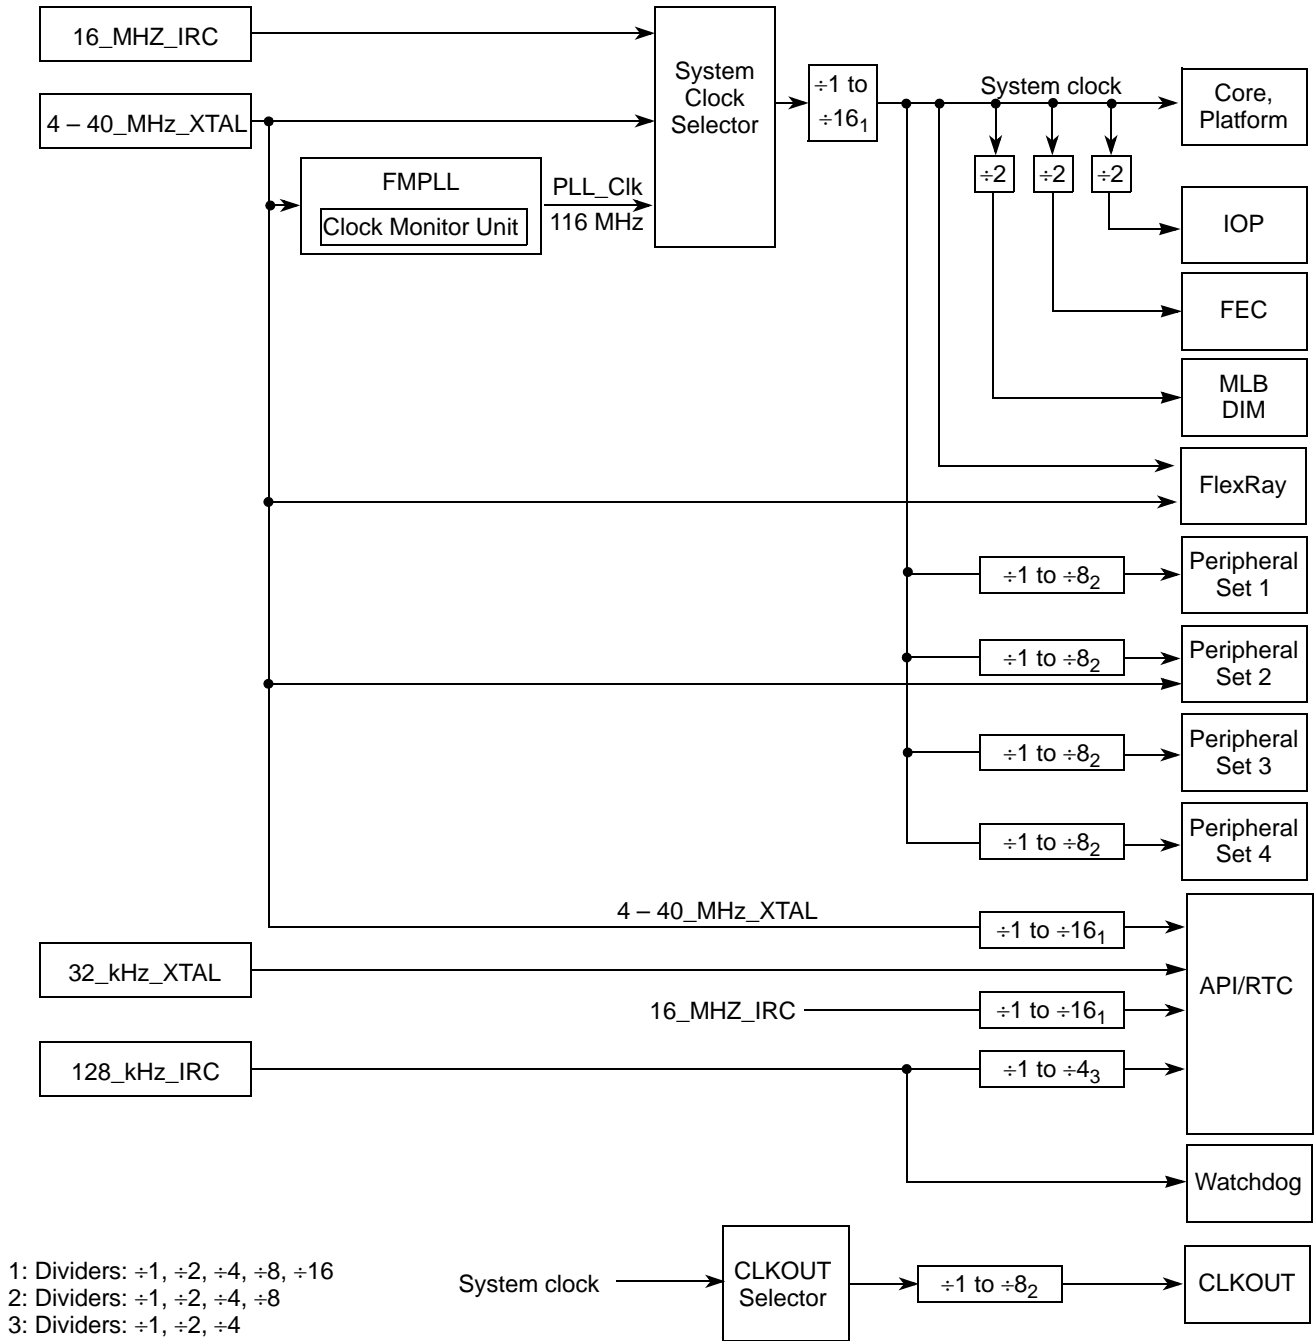 16_MHZ_IRC
4 – 40_MHz_XTAL
FMPLL
Clock Monitor Unit
PLL_Clk
116 MHz
System
Clock
Selector
÷1 to
÷16₁
System clock
÷2
÷2
÷2
Core,
Platform
IOP
FEC
MLB
DIM
FlexRay
÷1 to ÷8₂
Peripheral
Set 1
÷1 to ÷8₂
Peripheral
Set 2
÷1 to ÷8₂
Peripheral
Set 3
÷1 to ÷8₂
Peripheral
Set 4
4 – 40_MHz_XTAL
÷1 to ÷16₁
32_kHz_XTAL
API/RTC
16_MHZ_IRC
÷1 to ÷16₁
128_kHz_IRC
÷1 to ÷4₃
Watchdog
System clock
CLKOUT
Selector
÷1 to ÷8₂
CLKOUT
1: Dividers: ÷1, ÷2, ÷4, ÷8, ÷16
2: Dividers: ÷1, ÷2, ÷4, ÷8
3: Dividers: ÷1, ÷2, ÷4